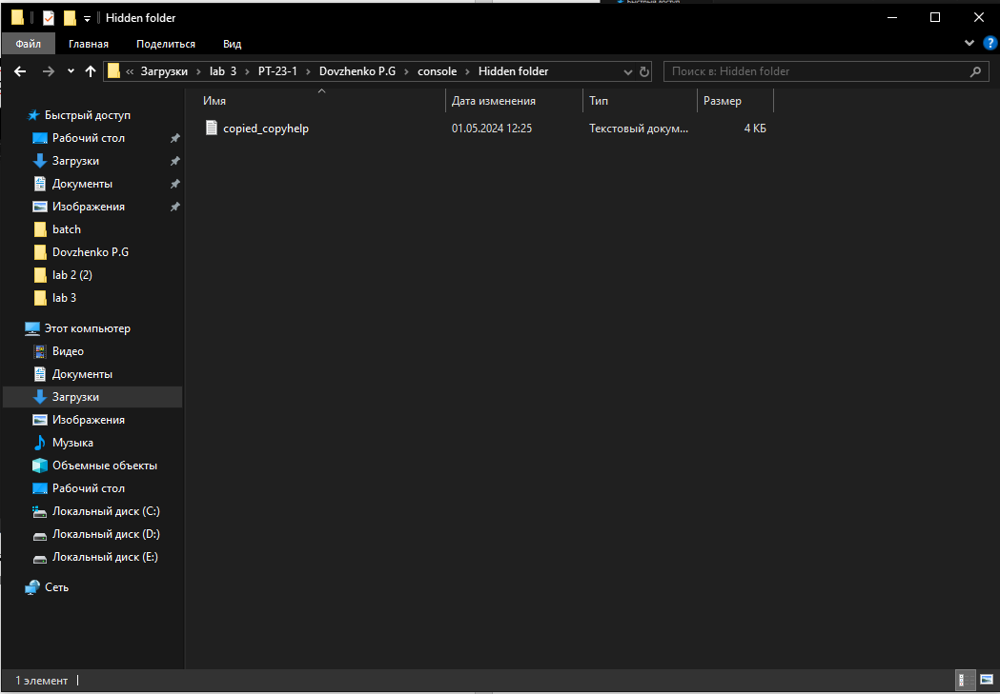 Hidden folder
Файл Главная Поделиться Вид
« Загрузки › lab 3 › PT-23-1 › Dovzhenko P.G › console › Hidden folder
Поиск в: Hidden folder
Имя Дата изменения Тип Размер
copied_copyhelp 01.05.2024 12:25 Текстовый докум... 4 КБ
Быстрый доступ
Рабочий стол
Загрузки
Документы
Изображения
batch
Dovzhenko P.G
lab 2 (2)
lab 3
Этот компьютер
Видео
Документы
Загрузки
Изображения
Музыка
Объемные объекты
Рабочий стол
Локальный диск (C:)
Локальный диск (D:)
Локальный диск (E:)
Сеть
1 элемент